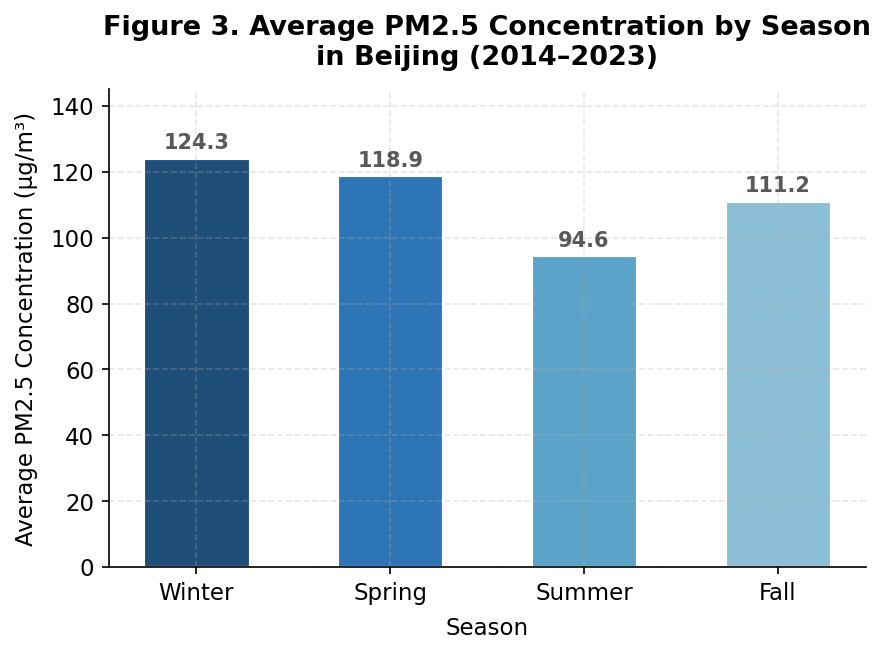 Figure 3. Average PM2.5 Concentration by Season
in Beijing (2014–2023)
Average PM2.5 Concentration (μg/m³)
140
120
100
80
60
40
20
0
124.3
118.9
94.6
111.2
Winter
Spring
Summer
Fall
Season